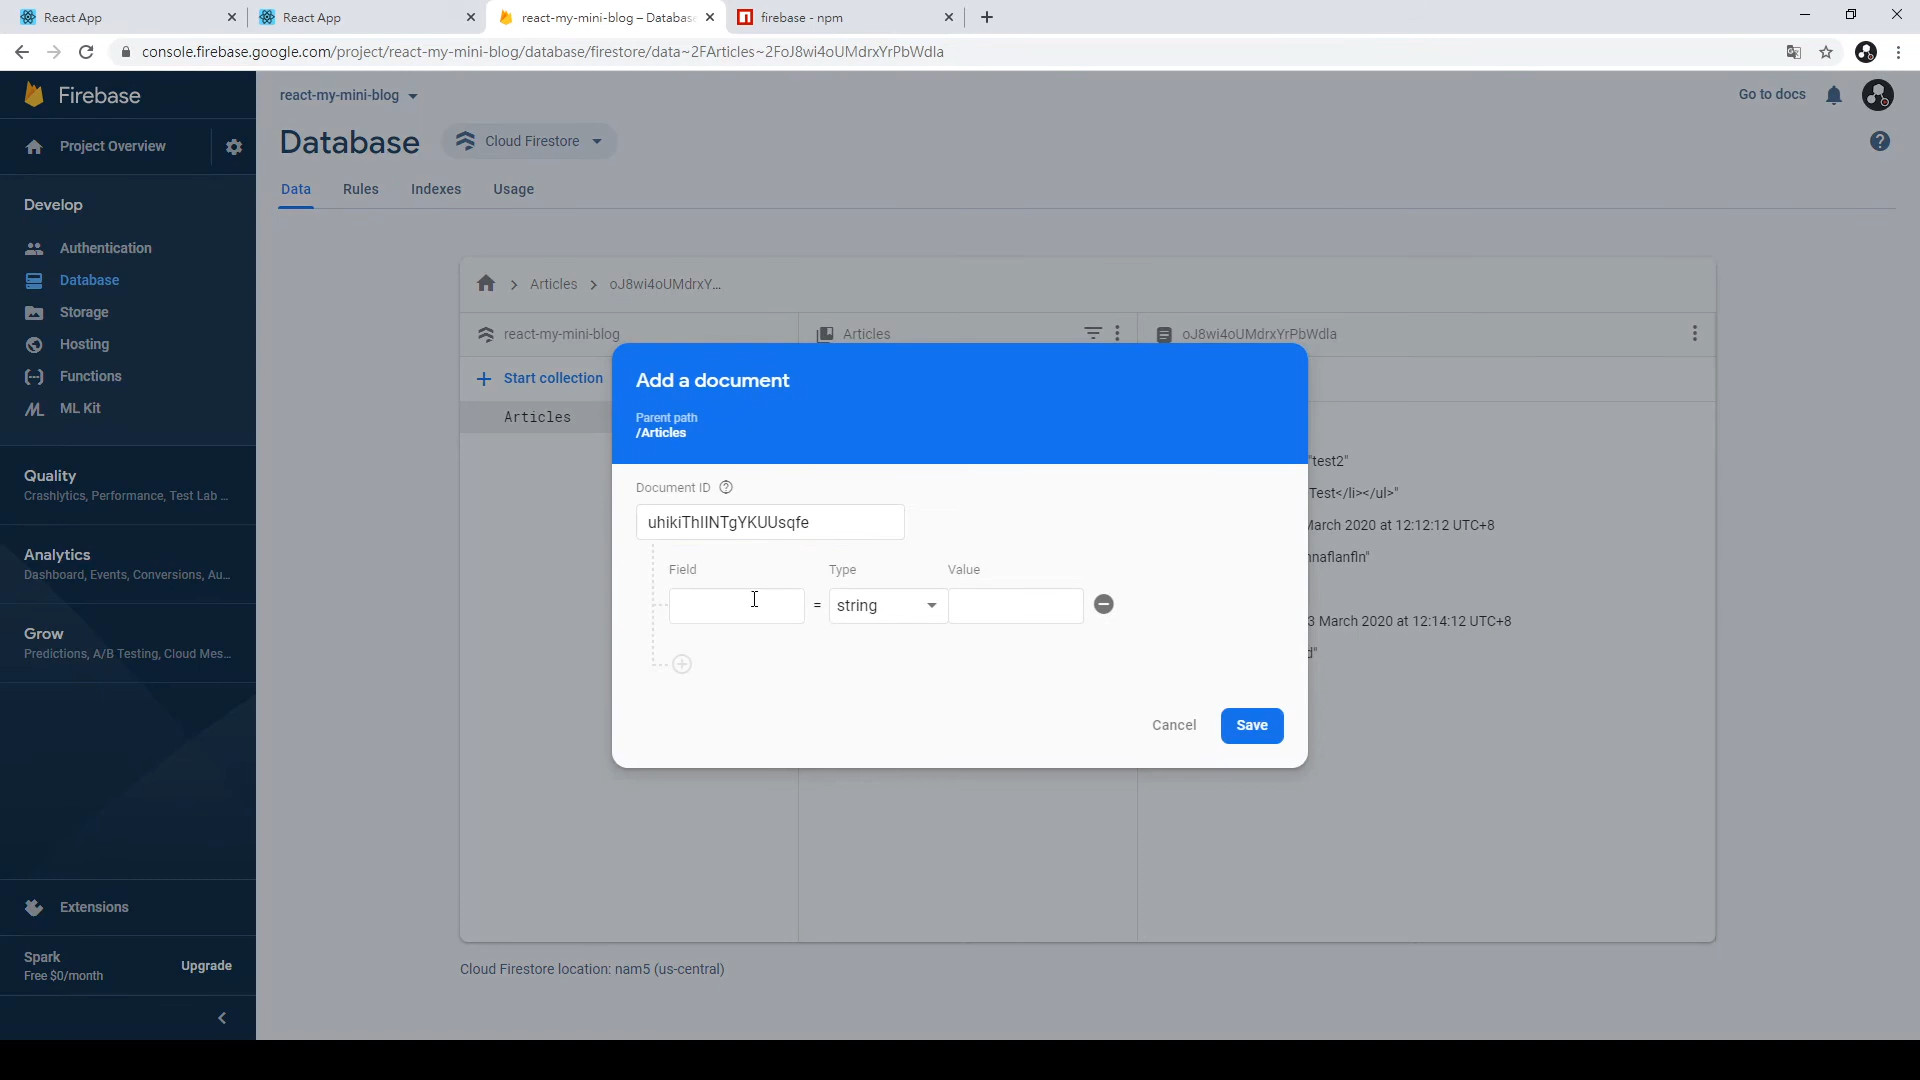 React App
React App
react-my-mini-blog – Database
firebase - npm
console.firebase.google.com/project/react-my-mini-blog/database/firestore/data~2FArticles~2FoJ8wi4oUMdrxYrPbWdla
Firebase
react-my-mini-blog
Go to docs
Project Overview
Database
Cloud Firestore
Data
Rules
Indexes
Usage
Develop
Authentication
Database
Storage
Hosting
Functions
ML Kit
Quality
Crashlytics, Performance, Test Lab …
Analytics
Dashboard, Events, Conversions, Au…
Grow
Predictions, A/B Testing, Cloud Mes…
Extensions
Spark
Free $0/month
Upgrade
Articles
oJ8wi4oUMdrxY…
react-my-mini-blog
Articles
oJ8wi4oUMdrxYrPbWdla
Start collection
Articles
Add a document
Parent path
/Articles
Document ID
uhikiThIINTgYKUUsqfe
Field
Type
Value
=
string
Cancel
Save
"test2"
Test</li></ul>"
March 2020 at 12:12:12 UTC+8
nnaflanfln"
3 March 2020 at 12:14:12 UTC+8
d"
Cloud Firestore location: nam5 (us-central)